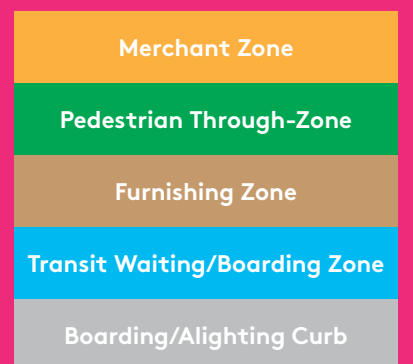 Merchant Zone
Pedestrian Through-Zone
Furnishing Zone
Transit Waiting/Boarding Zone
Boarding/Alighting Curb